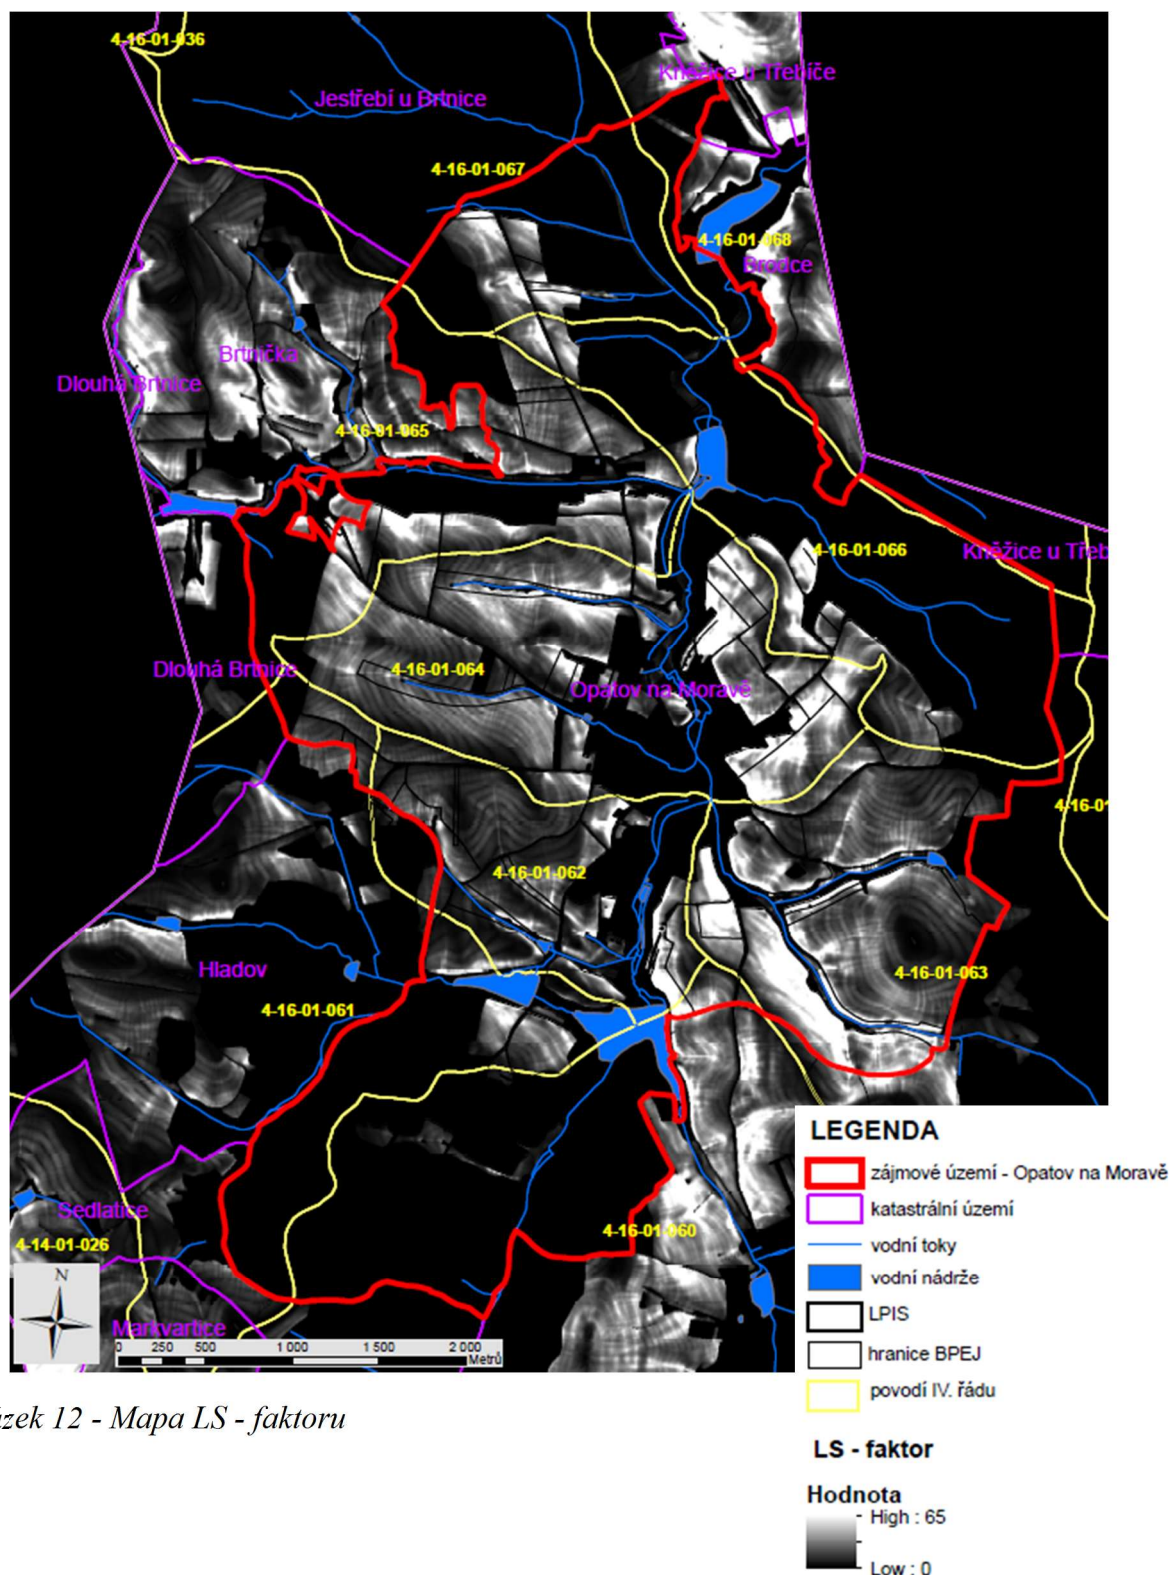 4-16-01-036
Kněžice u Třebíče
Jestřebí u Brtnice
4-16-01-067
4-16-01-068
Brodce
Brtnička
Dlouhá Brtnice
4-16-01-065
4-16-01-066
Kněžice u Třeb
4-16-01-064
Dlouhá Brtnice
Opatov na Moravě
4-16-01
4-16-01-062
Hladov
4-16-01-063
4-16-01-061
Sedlatice
4-16-01-060
4-14-01-026
N
Markvartice
0 250 500 1 000 1 500 2 000
Metrů
LEGENDA
zájmové území - Opatov na Moravě
katastrální území
vodní toky
vodní nádrže
LPIS
hranice BPEJ
povodí IV. řádu
zek 12 - Mapa LS - faktoru
LS - faktor
Hodnota
High : 65
Low : 0